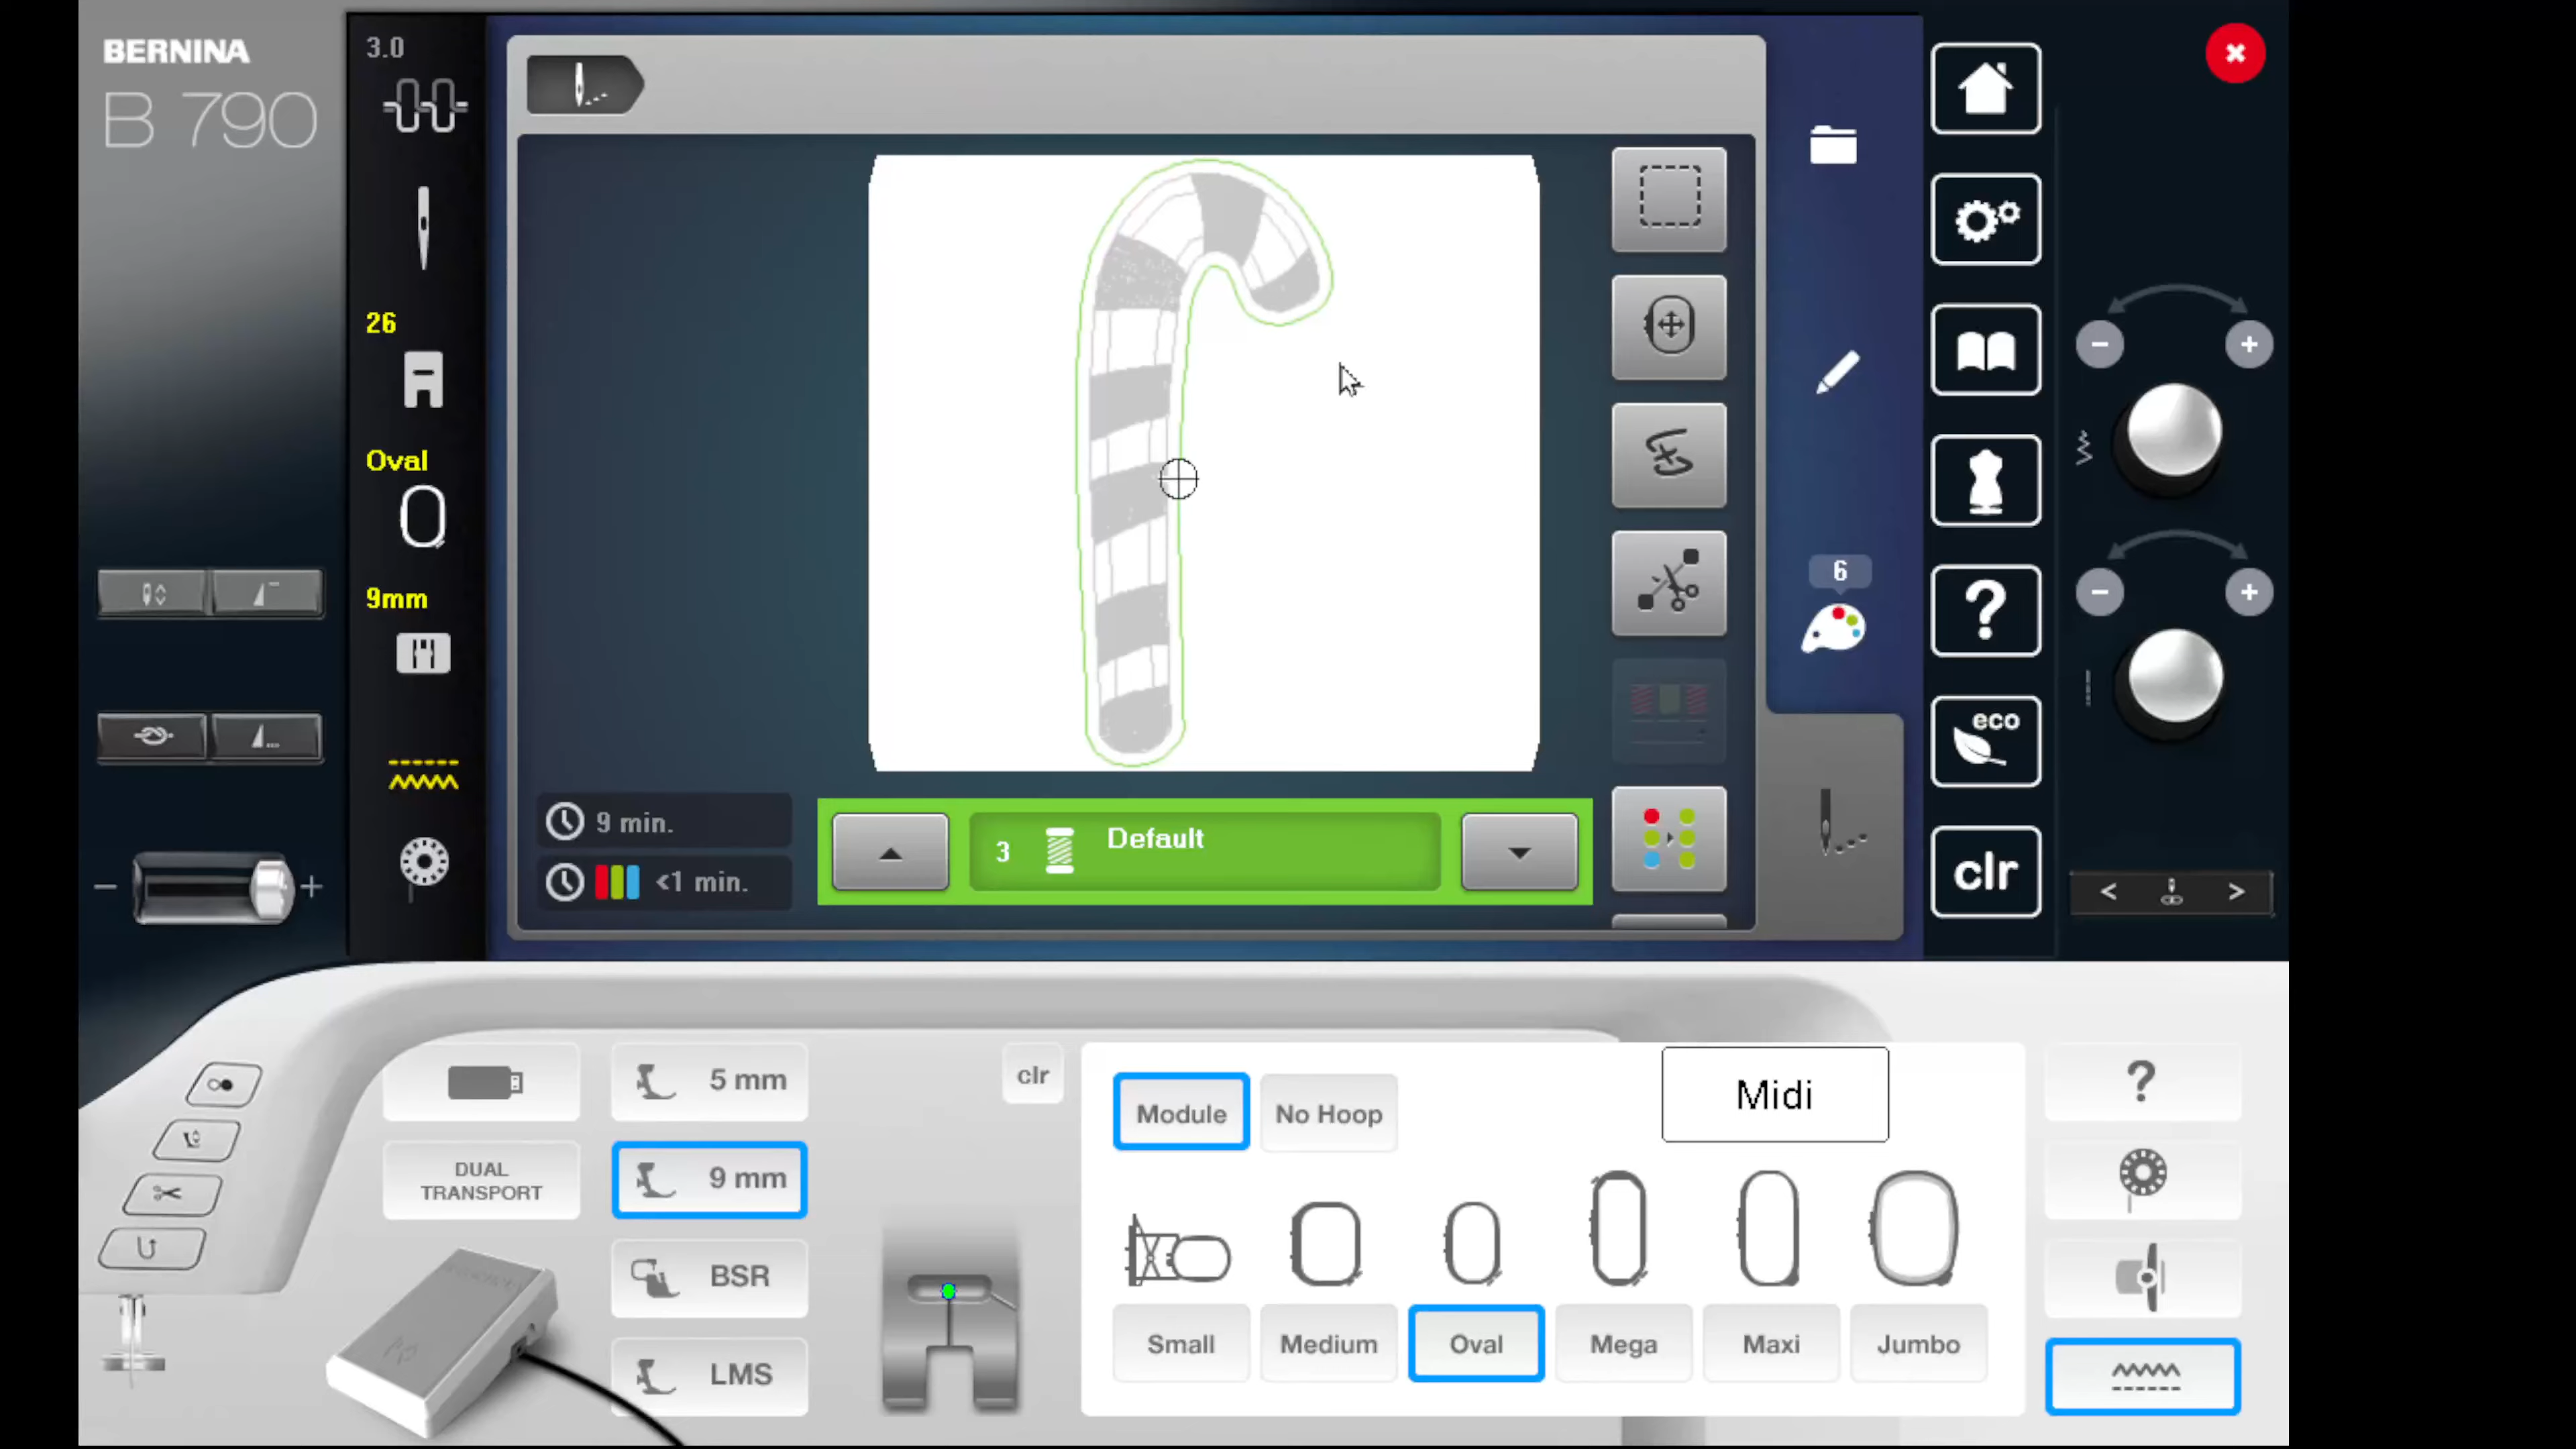 BERNINA
B 790
3.0
26
Oval
9mm
6
9 min.
<1 min.
3
Default
eco
clr
5 mm
9 mm
BSR
LMS
DUAL
TRANSPORT
clr
Module
No Hoop
Midi
Small
Medium
Oval
Mega
Maxi
Jumbo